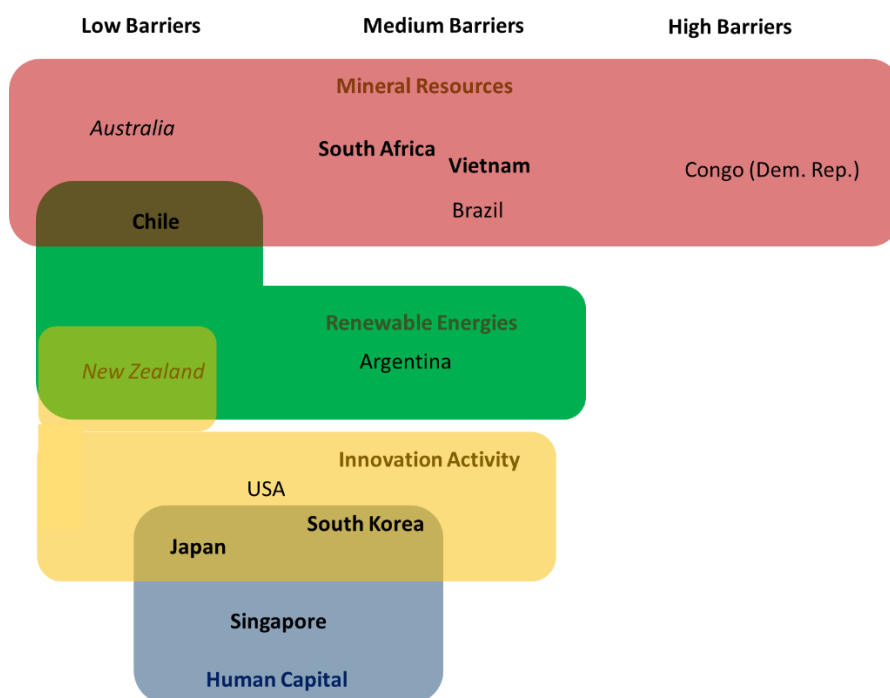 Low Barriers Medium Barriers High Barriers
Mineral Resources
Australia
South Africa
Vietnam
Congo (Dem. Rep.)
Brazil
Chile
Renewable Energies
Argentina
New Zealand
Innovation Activity
USA
South Korea
Japan
Singapore
Human Capital